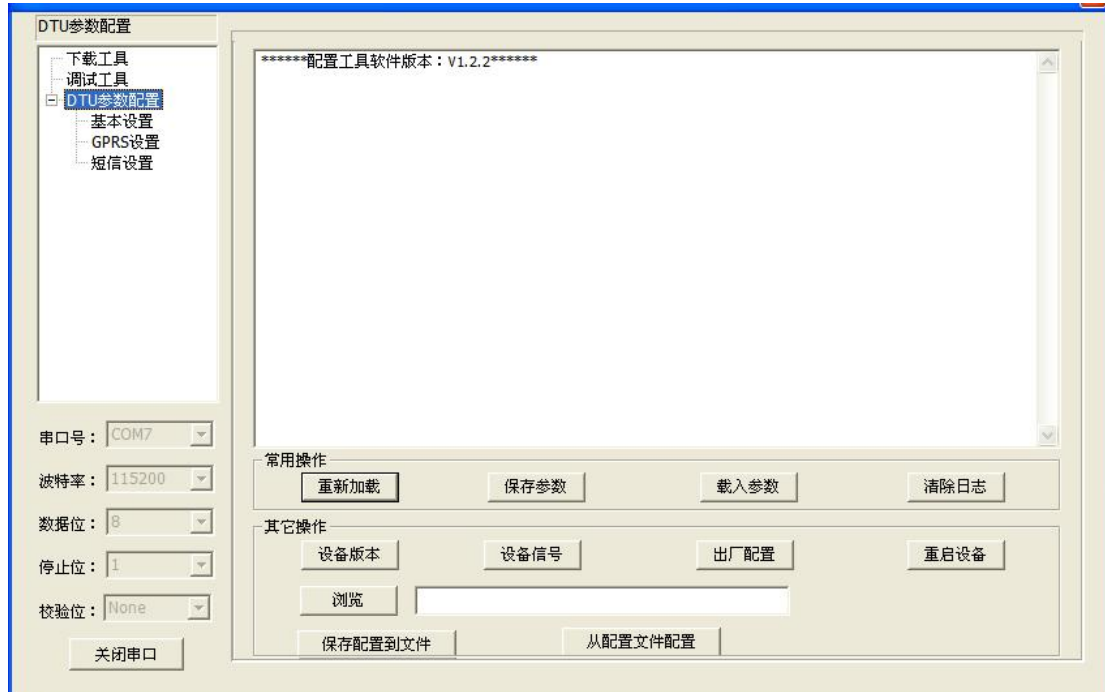 DTU参数配置
下载工具
调试工具
DTU参数配置
基本设置
GPRS设置
短信设置
******配置工具软件版本：V1.2.2******
串口号： COM7
波特率： 115200
数据位： 8
停止位： 1
校验位： None
关闭串口
常用操作
重新加载 保存参数 载入参数 清除日志
其它操作
设备版本 设备信号 出厂配置 重启设备
浏览
保存配置到文件 从配置文件配置